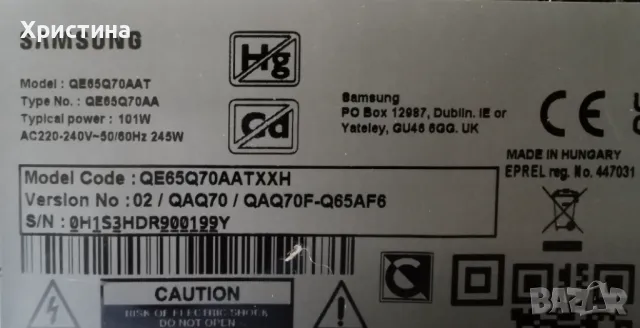 Христина
SAMSUNG
Hg
Model : QE65Q70AAT
Type No. : QE65Q70AA
Typical power : 101W
AC220-240V~50/60Hz 245W
Cd
Samsung
PO Box 12987, Dublin. IE or
Yateley, GU46 6GG. UK
CE
MADE IN HUNGARY
EPREL reg. No. 447031
Model Code : QE65Q70AATXXH
Version No : 02 / QAQ70 / QAQ70F-Q65AF6
S/N : 0H1S3HDR900199Y
CAUTION
RISK OF ELECTRIC SHOCK
DO NOT OPEN
BAZAR